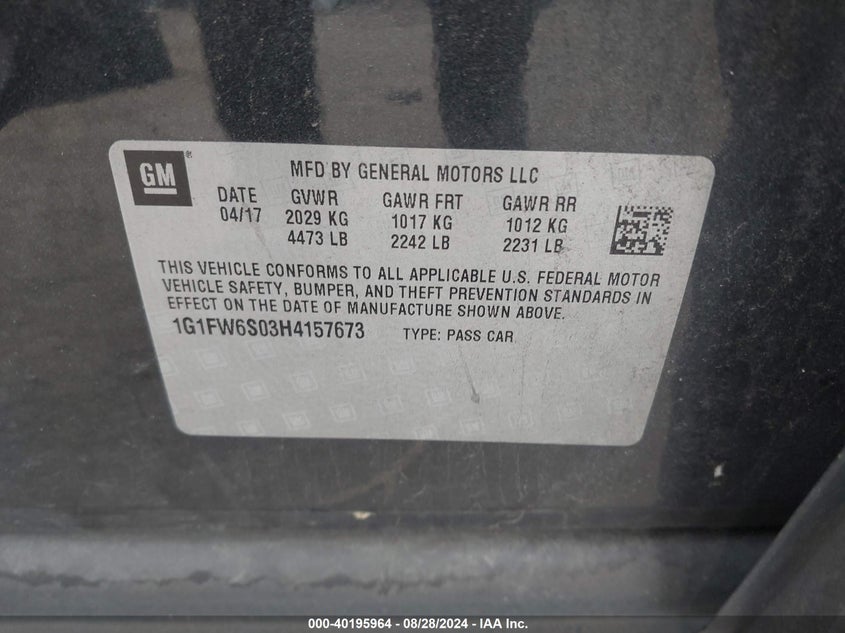 GM®
MFD BY GENERAL MOTORS LLC
DATE GVWR GAWR FRT GAWR RR
04/17 2029 KG 1017 KG 1012 KG
4473 LB 2242 LB 2231 LB
THIS VEHICLE CONFORMS TO ALL APPLICABLE U.S. FEDERAL MOTOR
VEHICLE SAFETY, BUMPER, AND THEFT PREVENTION STANDARDS IN
EFFECT ON THE DATE OF MANUFACTURE SHOWN ABOVE.
1G1FW6S03H4157673 TYPE: PASS CAR
000-40195964 - 08/28/2024 - IAA Inc.